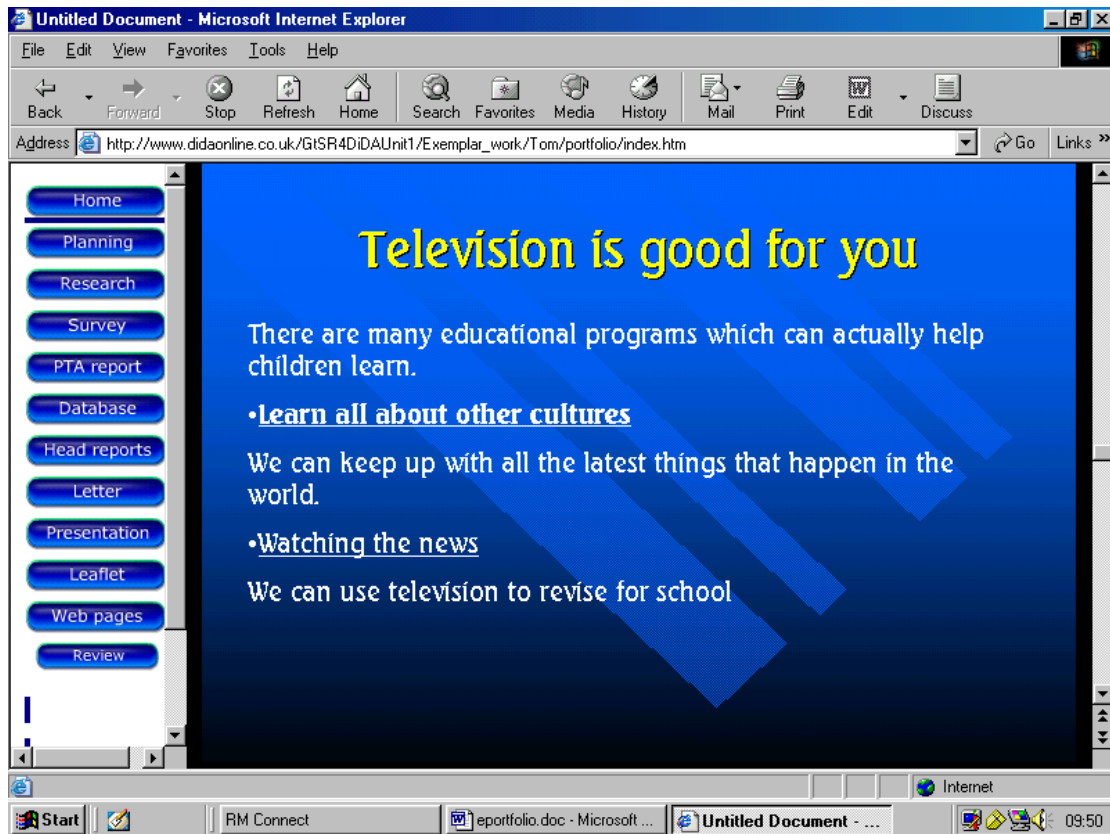 Untitled Document - Microsoft Internet Explorer
File Edit View Favorites Tools Help
Back Forward Stop Refresh Home Search Favorites Media History Mail Print Edit Discuss
Address http://www.didaonline.co.uk/GtSR4DiDAUnit1/Exemplar_work/Tom/portfolio/index.htm Go Links »
Home
Planning
Research
Survey
PTA report
Database
Head reports
Letter
Presentation
Leaflet
Web pages
Review
Television is good for you
There are many educational programs which can actually help
children learn.
•Learn all about other cultures
We can keep up with all the latest things that happen in the
world.
•Watching the news
We can use television to revise for school
Internet
Start RM Connect eportfolio.doc - Microsoft ... Untitled Document - ... 09:50